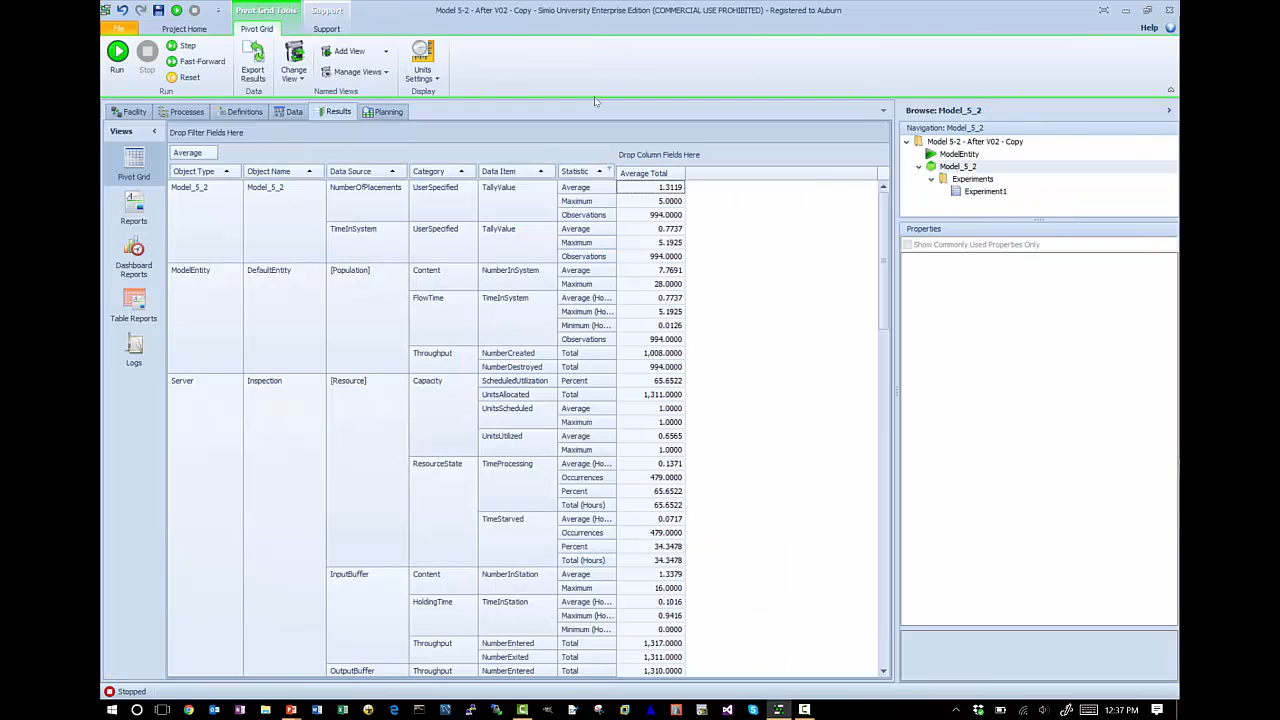 Pivot Grid Tools Support Model 5-2 - After V02 - Copy - Simio University Enterprise Edition (COMMERCIAL USE PROHIBITED) - Registered to Auburn
File Project Home Pivot Grid Support Help
Run
Stop
Step
Fast-Forward
Reset
Run
Export Results
Data
Change View
Add View
Manage Views
Named Views
Units Settings
Display
Facility Processes Definitions Data Results Planning
Views
Pivot Grid
Reports
Dashboard Reports
Table Reports
Logs
Drop Filter Fields Here
Average
Drop Column Fields Here
Object Type Object Name Data Source Category Data Item Statistic Average Total
Model_5_2 Model_5_2 NumberOfPlacements UserSpecified TallyValue Average 1.3119
Maximum 5.0000
Observations 994.0000
TimeInSystem UserSpecified TallyValue Average 0.7737
Maximum 5.1925
Observations 994.0000
ModelEntity DefaultEntity [Population] Content NumberInSystem Average 7.7691
Maximum 28.0000
FlowTime TimeInSystem Average (Ho... 0.7737
Maximum (Ho... 5.1925
Minimum (Ho... 0.0126
Observations 994.0000
Throughput NumberCreated Total 1,008.0000
NumberDestroyed Total 994.0000
Server Inspection [Resource] Capacity ScheduledUtilization Percent 65.6522
UnitsAllocated Total 1,311.0000
UnitsScheduled Average 1.0000
Maximum 1.0000
UnitsUtilized Average 0.6565
Maximum 1.0000
ResourceState TimeProcessing Average (Ho... 0.1371
Occurrences 479.0000
Percent 65.6522
Total (Hours) 65.6522
TimeStarved Average (Ho... 0.0717
Occurrences 479.0000
Percent 34.3478
Total (Hours) 34.3478
InputBuffer Content NumberInStation Average 1.3379
Maximum 16.0000
HoldingTime TimeInStation Average (Ho... 0.1016
Maximum (Ho... 0.9416
Minimum (Ho... 0.0000
Throughput NumberEntered Total 1,317.0000
NumberExited Total 1,311.0000
OutputBuffer Throughput NumberEntered Total 1,310.0000
Browse: Model_5_2
Navigation: Model_5_2
Model 5-2 - After V02 - Copy
ModelEntity
Model_5_2
Experiments
Experiment1
Properties
Show Commonly Used Properties Only
Stopped
12:37 PM